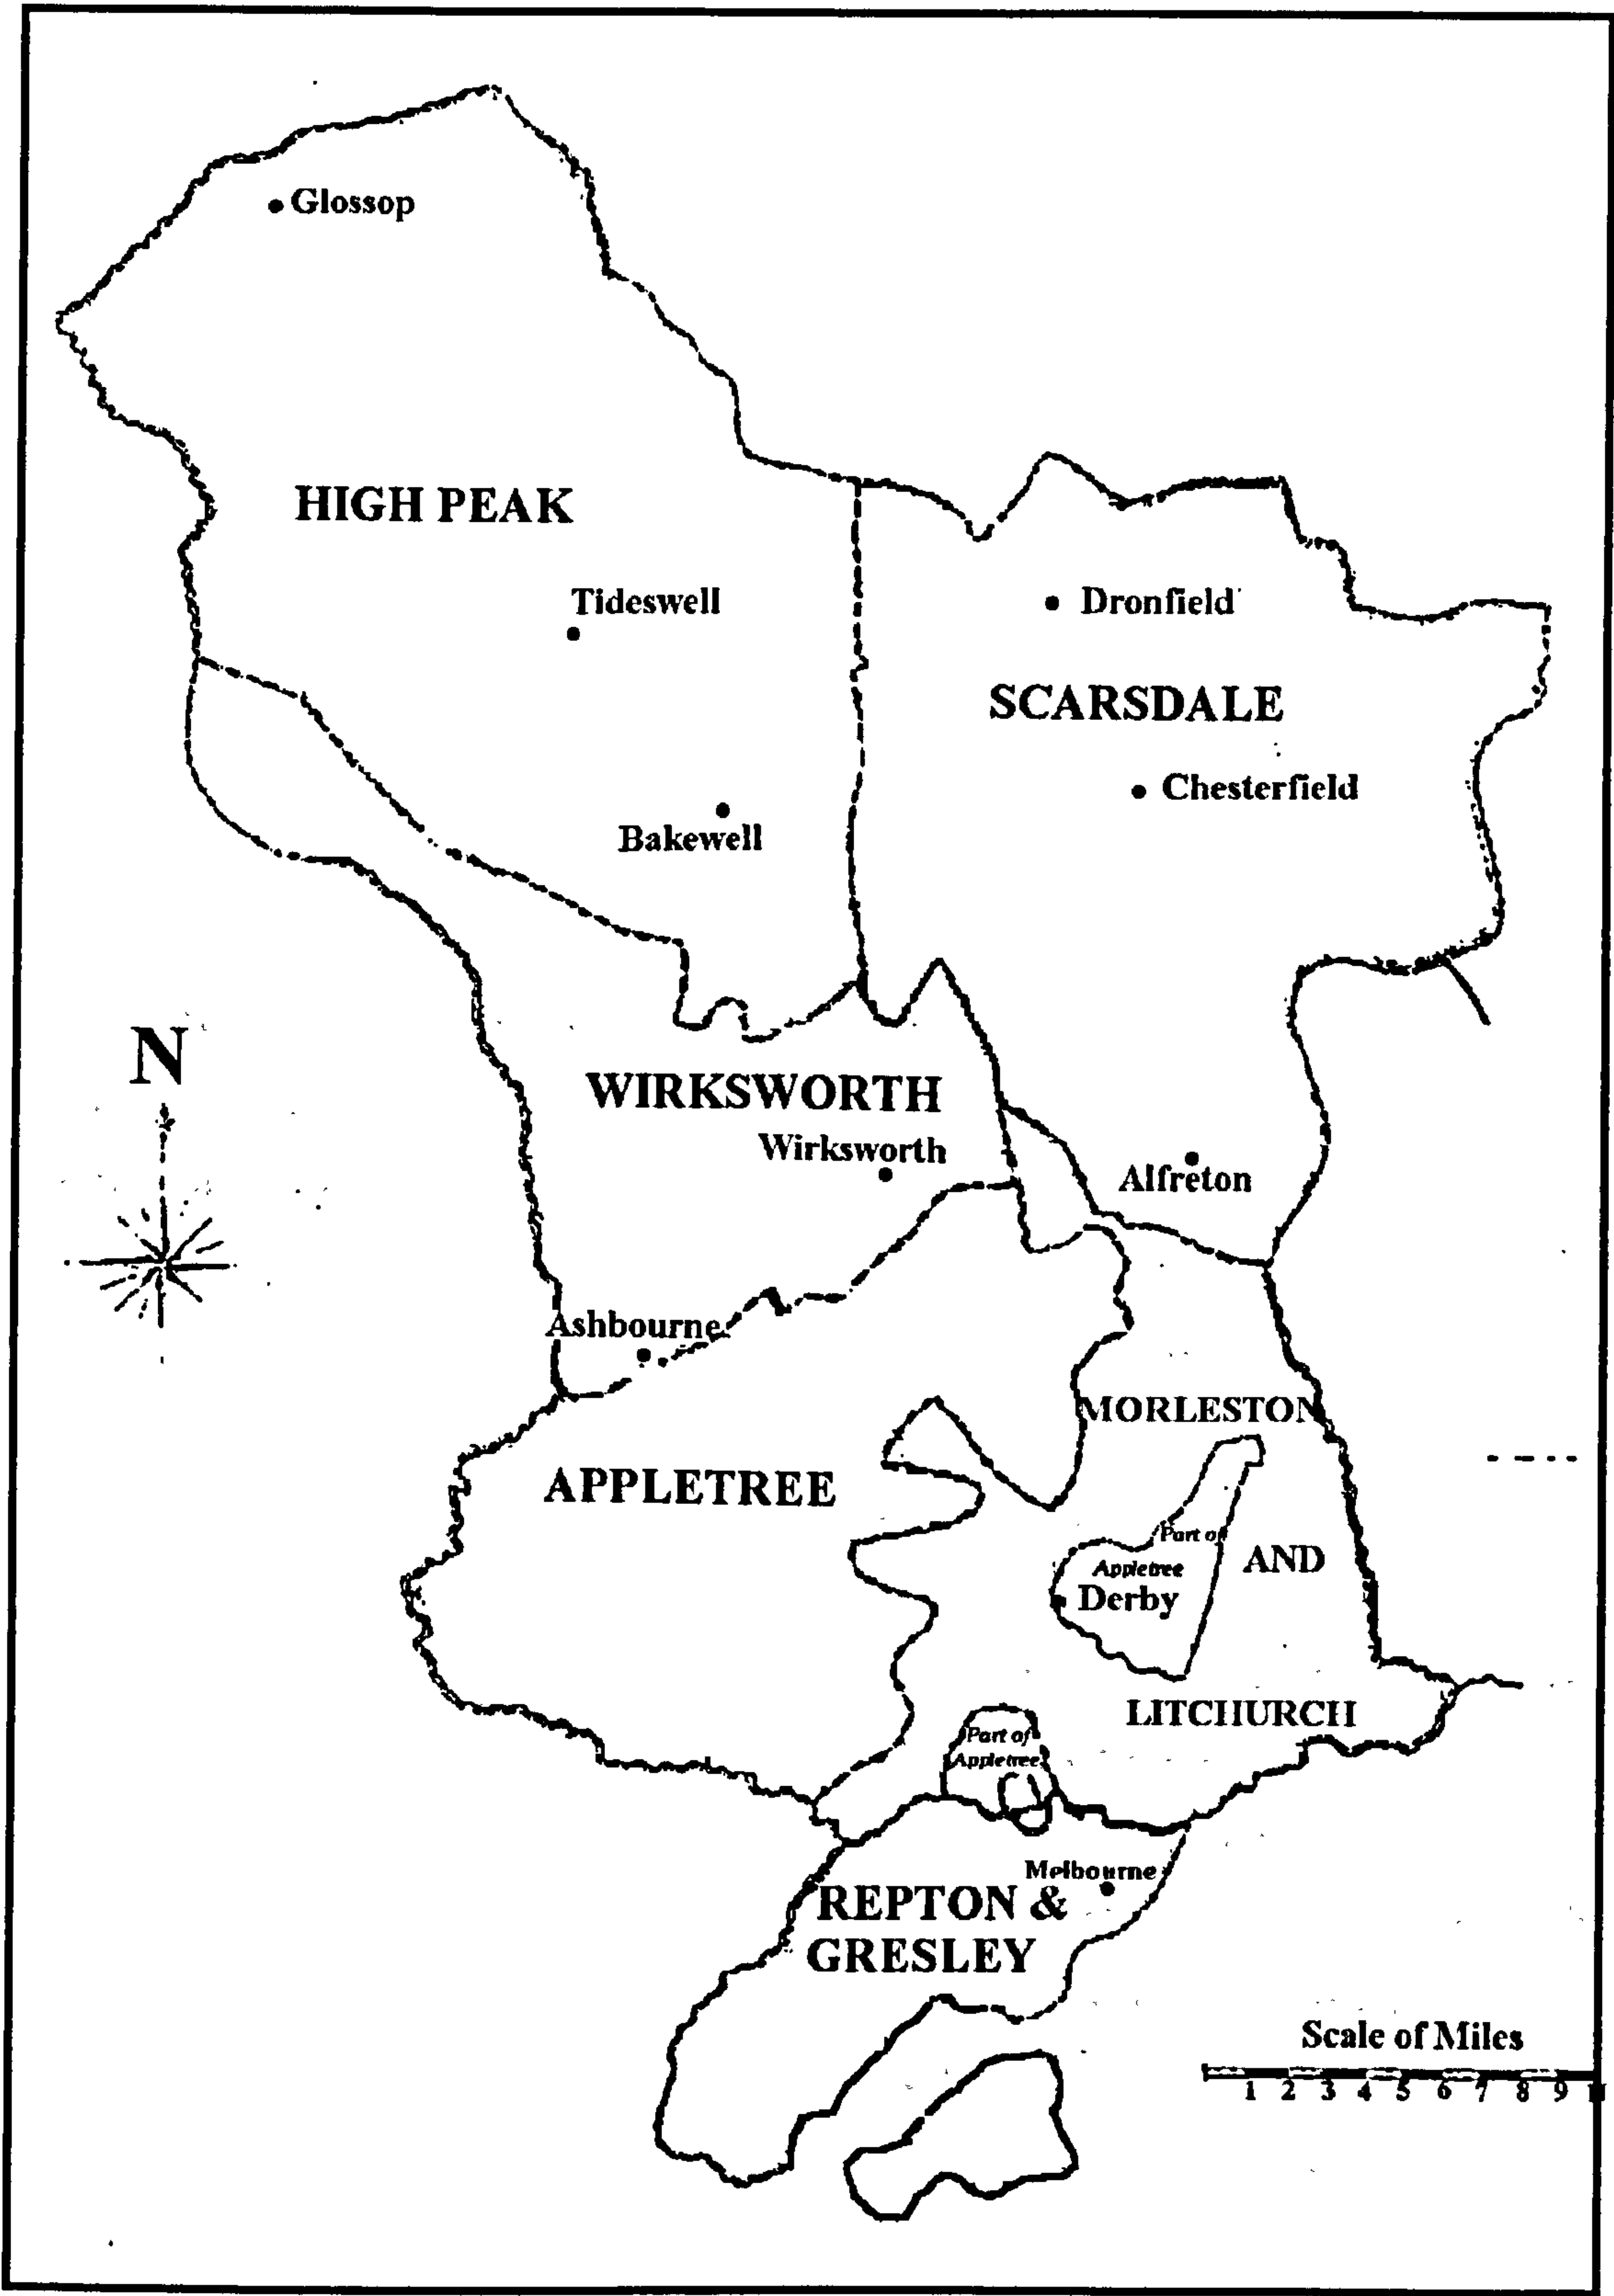 Glossop
HIGH PEAK
Tideswell
Dronfield
SCARSDALE
Chesterfield
Bakewell
N
WIRKSWORTH
Wirksworth
Alfreton
Ashbourne
MORLESTON
APPLETREE
Part of
Appletree
AND
Derby
LITCHURCH
Part of
Appletree
Melbourne
REPTON &
GRESLEY
Scale of Miles
1 2 3 4 5 6 7 8 9